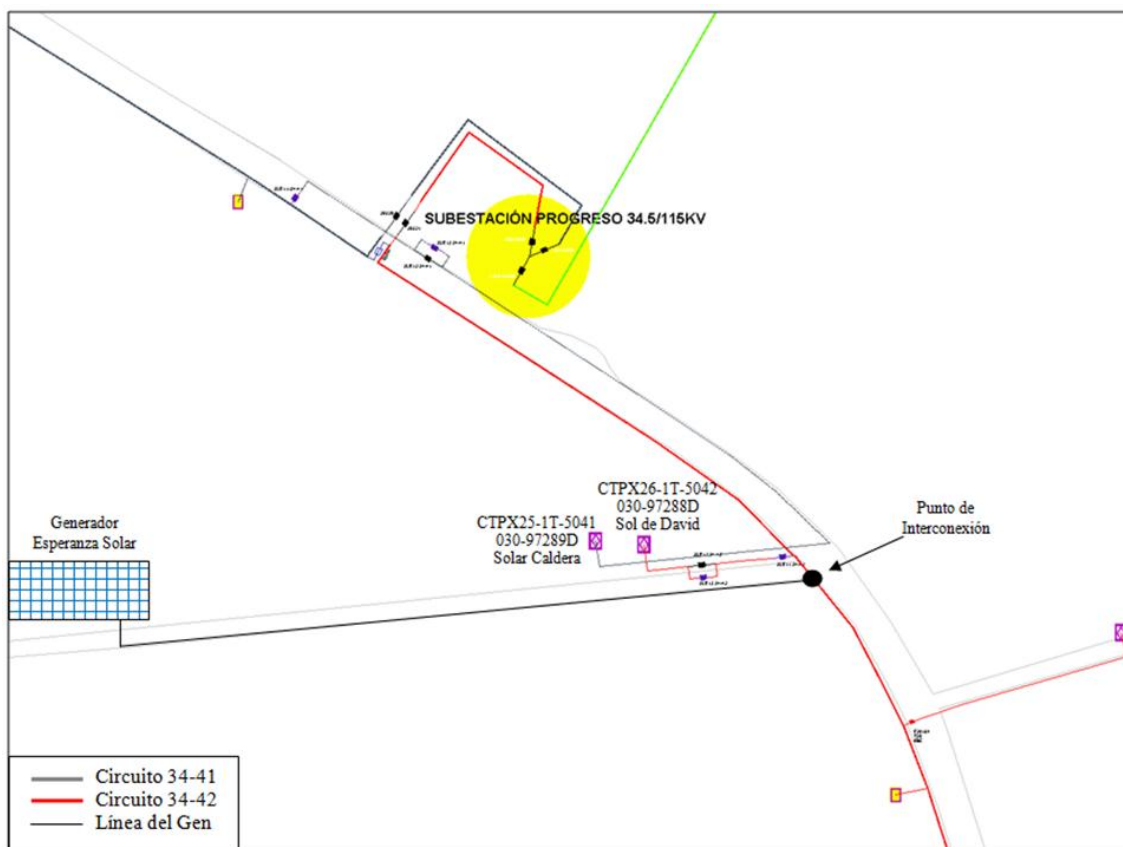 SUBESTACIÓN PROGRESO 34.5/115KV
CTPX26-1T-5042
030-97288D
Sol de David
CTPX25-1T-5041
030-97289D
Solar Caldera
Punto de
Interconexión
Generador
Esperanza Solar
Circuito 34-41
Circuito 34-42
Línea del Gen